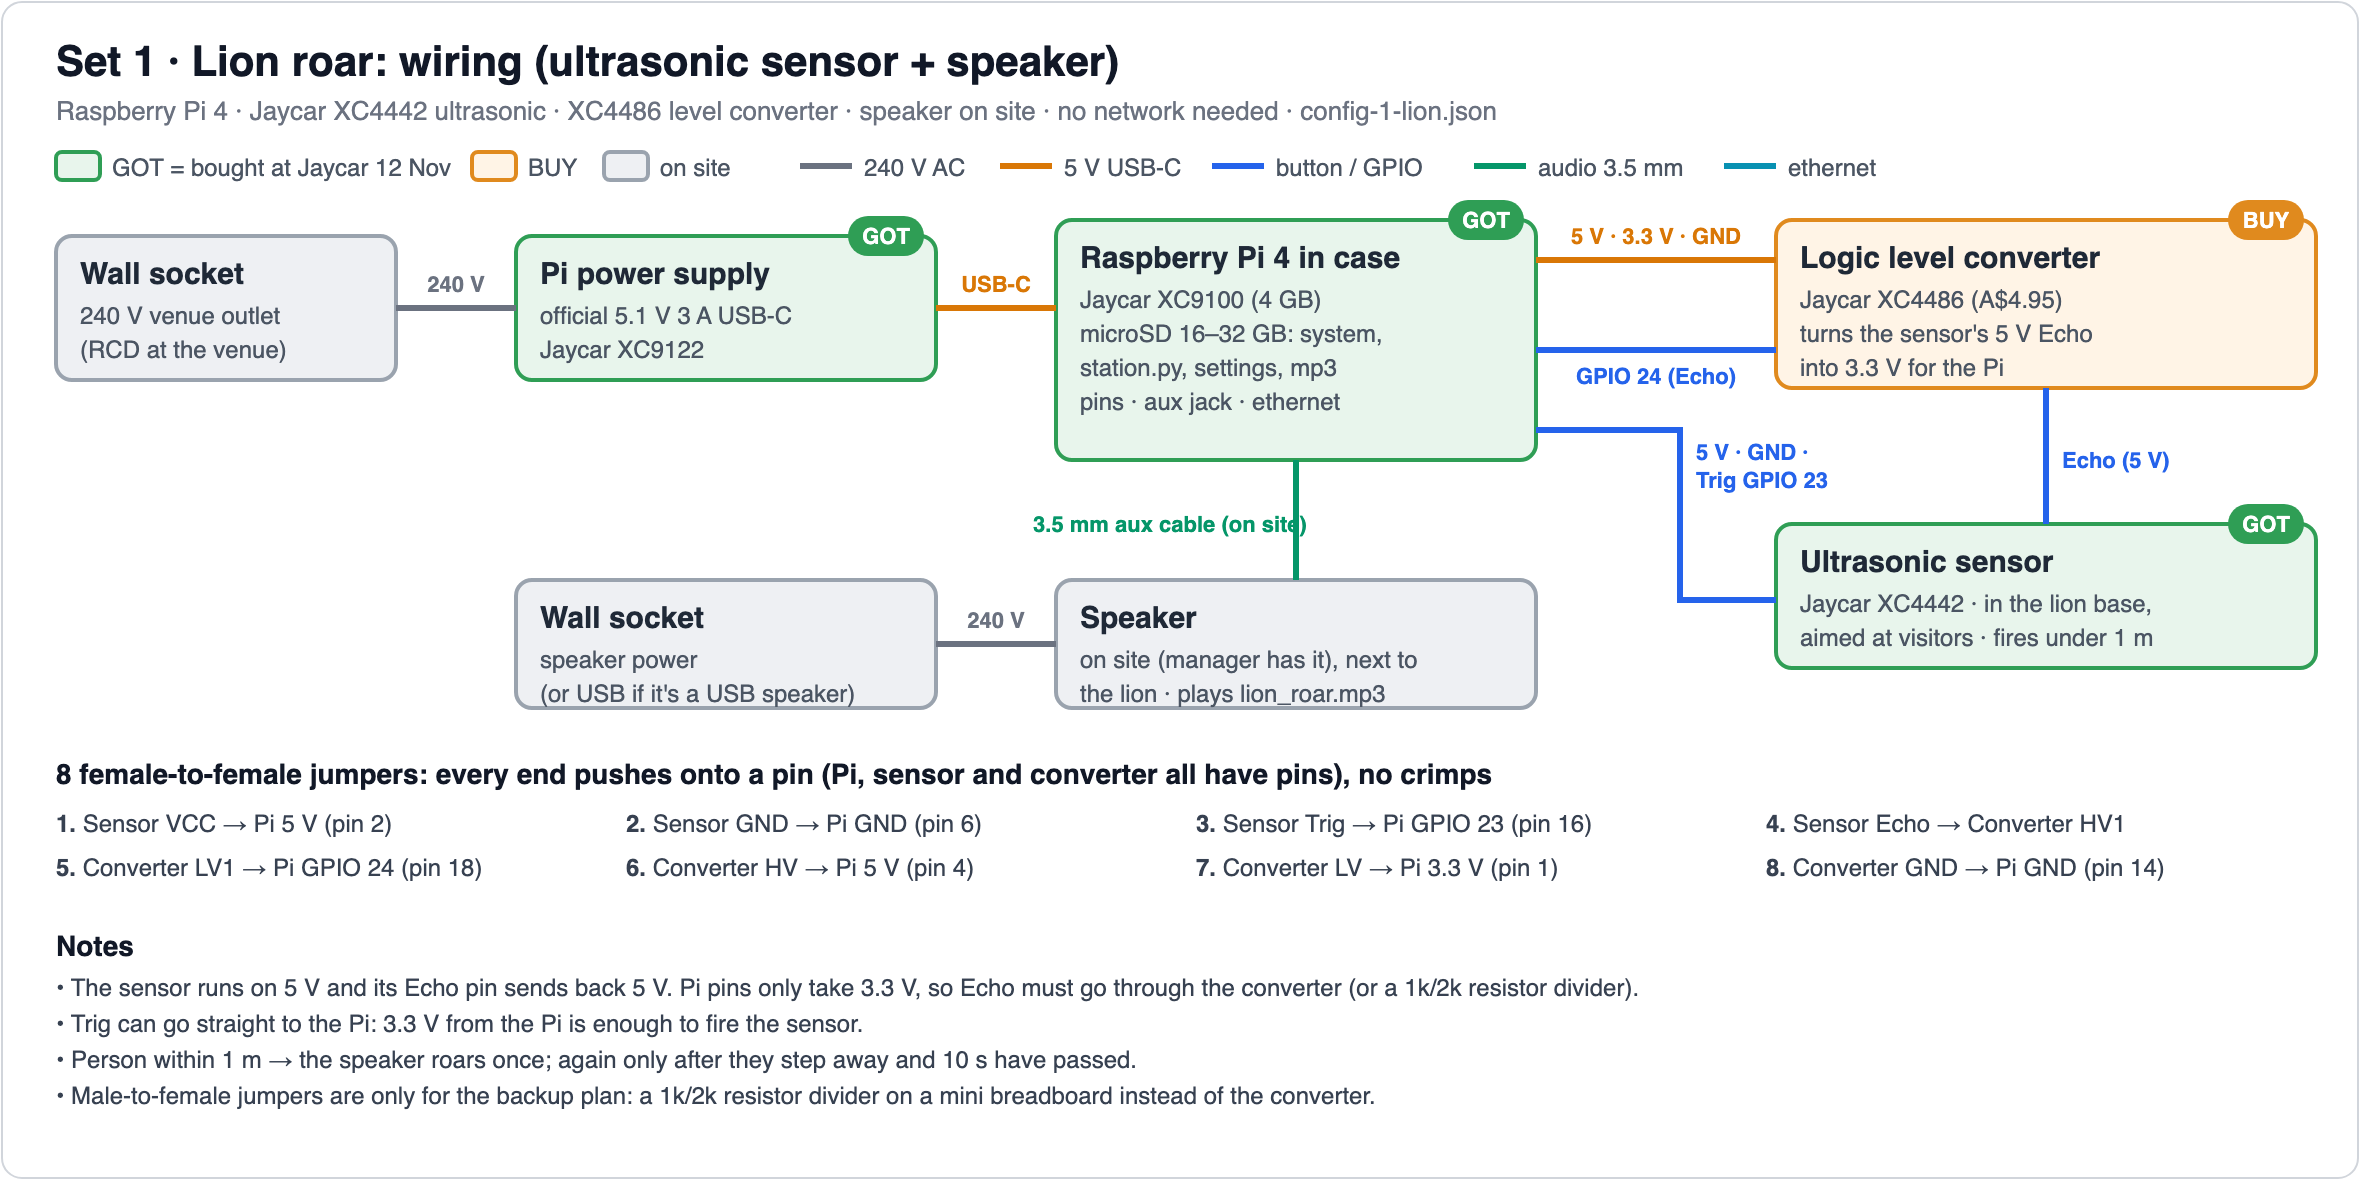 Set 1 · Lion roar: wiring (ultrasonic sensor + speaker)
Raspberry Pi 4 · Jaycar XC4442 ultrasonic · XC4486 level converter · speaker on site · no network needed · config-1-lion.json
GOT = bought at Jaycar 12 Nov
BUY
on site
240 V AC
5 V USB-C
button / GPIO
audio 3.5 mm
ethernet
Wall socket
240 V venue outlet
(RCD at the venue)
240 V
GOT
Pi power supply
official 5.1 V 3 A USB-C
Jaycar XC9122
USB-C
GOT
Raspberry Pi 4 in case
Jaycar XC9100 (4 GB)
microSD 16–32 GB: system,
station.py, settings, mp3
pins · aux jack · ethernet
5 V · 3.3 V · GND
GPIO 24 (Echo)
BUY
Logic level converter
Jaycar XC4486 (A$4.95)
turns the sensor's 5 V Echo
into 3.3 V for the Pi
5 V · GND ·
Trig GPIO 23
Echo (5 V)
3.5 mm aux cable (on site)
GOT
Ultrasonic sensor
Jaycar XC4442 · in the lion base,
aimed at visitors · fires under 1 m
Wall socket
speaker power
(or USB if it's a USB speaker)
240 V
Speaker
on site (manager has it), next to
the lion · plays lion_roar.mp3
8 female-to-female jumpers: every end pushes onto a pin (Pi, sensor and converter all have pins), no crimps
1. Sensor VCC → Pi 5 V (pin 2)
2. Sensor GND → Pi GND (pin 6)
3. Sensor Trig → Pi GPIO 23 (pin 16)
4. Sensor Echo → Converter HV1
5. Converter LV1 → Pi GPIO 24 (pin 18)
6. Converter HV → Pi 5 V (pin 4)
7. Converter LV → Pi 3.3 V (pin 1)
8. Converter GND → Pi GND (pin 14)
Notes
• The sensor runs on 5 V and its Echo pin sends back 5 V. Pi pins only take 3.3 V, so Echo must go through the converter (or a 1k/2k resistor divider).
• Trig can go straight to the Pi: 3.3 V from the Pi is enough to fire the sensor.
• Person within 1 m → the speaker roars once; again only after they step away and 10 s have passed.
• Male-to-female jumpers are only for the backup plan: a 1k/2k resistor divider on a mini breadboard instead of the converter.